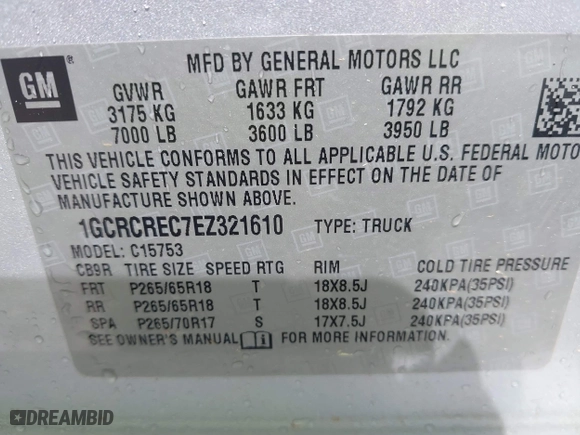 GM
MFD BY GENERAL MOTORS LLC
GVWR GAWR FRT GAWR RR
3175 KG 1633 KG 1792 KG
7000 LB 3600 LB 3950 LB
THIS VEHICLE CONFORMS TO ALL APPLICABLE U.S. FEDERAL MOTO
VEHICLE SAFETY STANDARDS IN EFFECT ON THE DATE OF
MANUFACTURE SHOWN ABOVE.
1GCRCREC7EZ321610 TYPE: TRUCK
MODEL: C15753
CB9R TIRE SIZE SPEED RTG RIM COLD TIRE PRESSURE
FRT P265/65R18 T 18X8.5J 240KPA(35PSI)
RR P265/65R18 T 18X8.5J 240KPA(35PSI)
SPA P265/70R17 S 17X7.5J 240KPA(35PSI)
SEE OWNER'S MANUAL FOR MORE INFORMATION.
DREAMBID